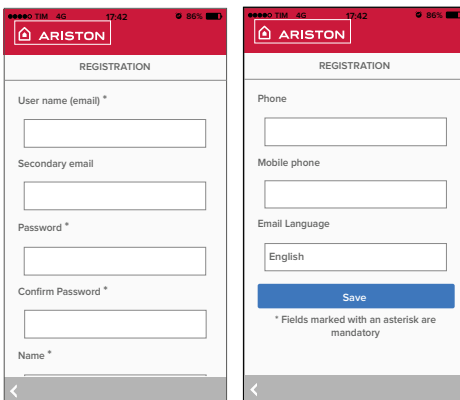 TIM 4G 17:42 86%
ARISTON
REGISTRATION
User name (email) *
Secondary email
Password *
Confirm Password *
Name *
TIM 4G 17:42 86%
ARISTON
REGISTRATION
Phone
Mobile phone
Email Language
English
Save
* Fields marked with an asterisk are
mandatory